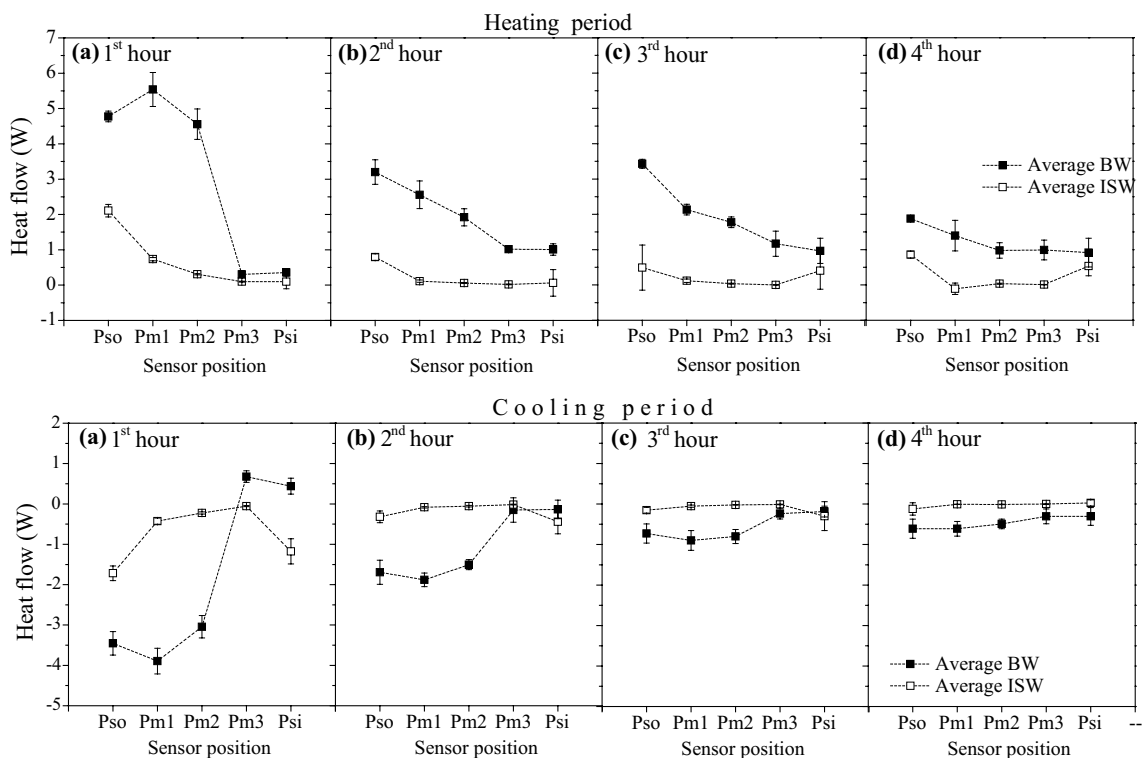 Heating period
(a) 1st hour
(b) 2nd hour
(c) 3rd hour
(d) 4th hour
7
6
5
4
3
2
1
0
-1
Heat flow (W)
Average BW
Average ISW
Pso Pm1 Pm2 Pm3 Psi
Pso Pm1 Pm2 Pm3 Psi
Pso Pm1 Pm2 Pm3 Psi
Pso Pm1 Pm2 Pm3 Psi
Sensor position
Sensor position
Sensor position
Sensor position
Cooling period
(a) 1st hour
(b) 2nd hour
(c) 3rd hour
(d) 4th hour
2
1
0
-1
-2
-3
-4
-5
Heat flow (W)
Average BW
Average ISW
Pso Pm1 Pm2 Pm3 Psi
Pso Pm1 Pm2 Pm3 Psi
Pso Pm1 Pm2 Pm3 Psi
Pso Pm1 Pm2 Pm3 Psi
--
Sensor position
Sensor position
Sensor position
Sensor position